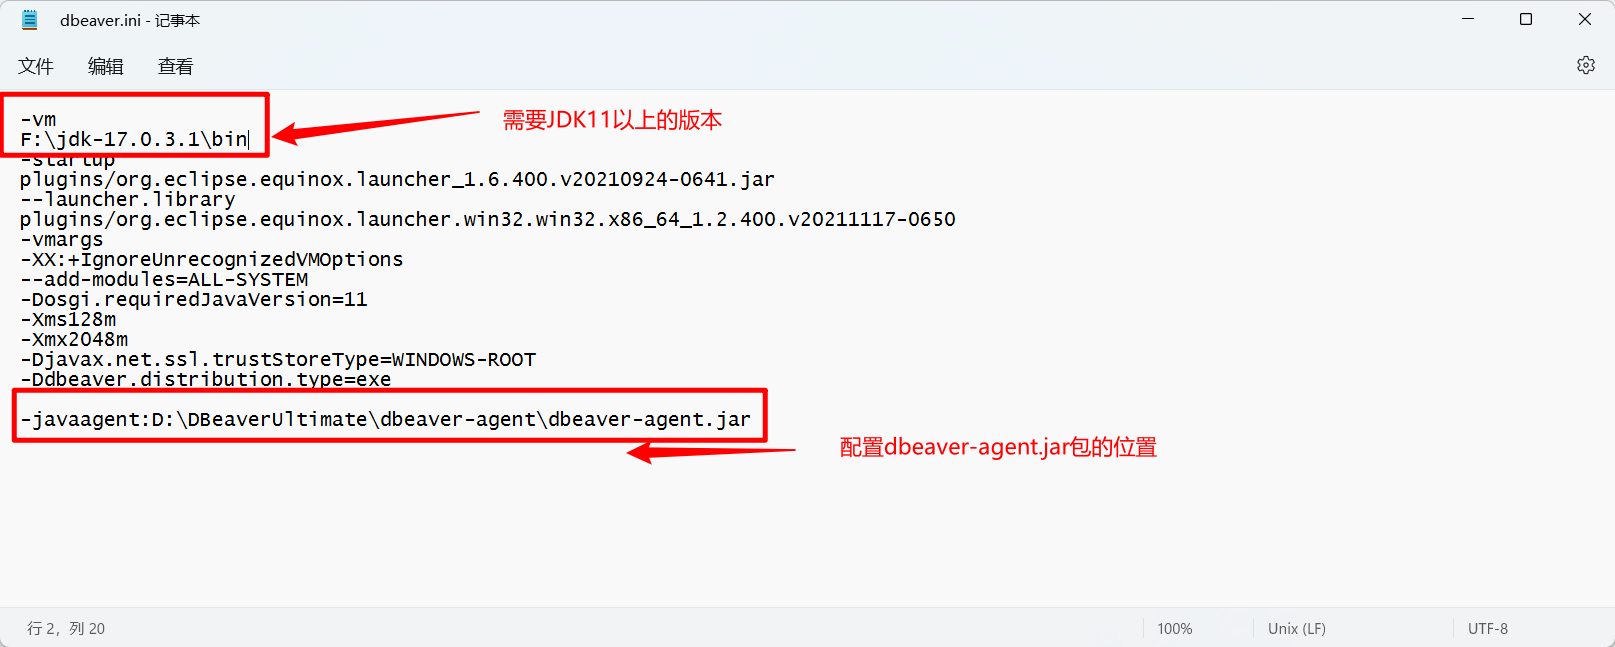 dbeaver.ini - 记事本
文件 编辑 查看
-vm
需要JDK11以上的版本
F:\jdk-17.0.3.1\bin
-startup
plugins/org.eclipse.equinox.launcher_1.6.400.v20210924-0641.jar
--launcher.library
plugins/org.eclipse.equinox.launcher.win32.win32.x86_64_1.2.400.v20211117-0650
-vmargs
-XX:+IgnoreUnrecognizedVMOptions
--add-modules=ALL-SYSTEM
-Dosgi.requiredJavaVersion=11
-Xms128m
-Xmx2048m
-Djavax.net.ssl.trustStoreType=WINDOWS-ROOT
-Ddbeaver.distribution.type=exe
-javaagent:D:\DBeaverUltimate\dbeaver-agent\dbeaver-agent.jar
配置dbeaver-agent.jar包的位置
行 2，列 20 100% Unix (LF) UTF-8